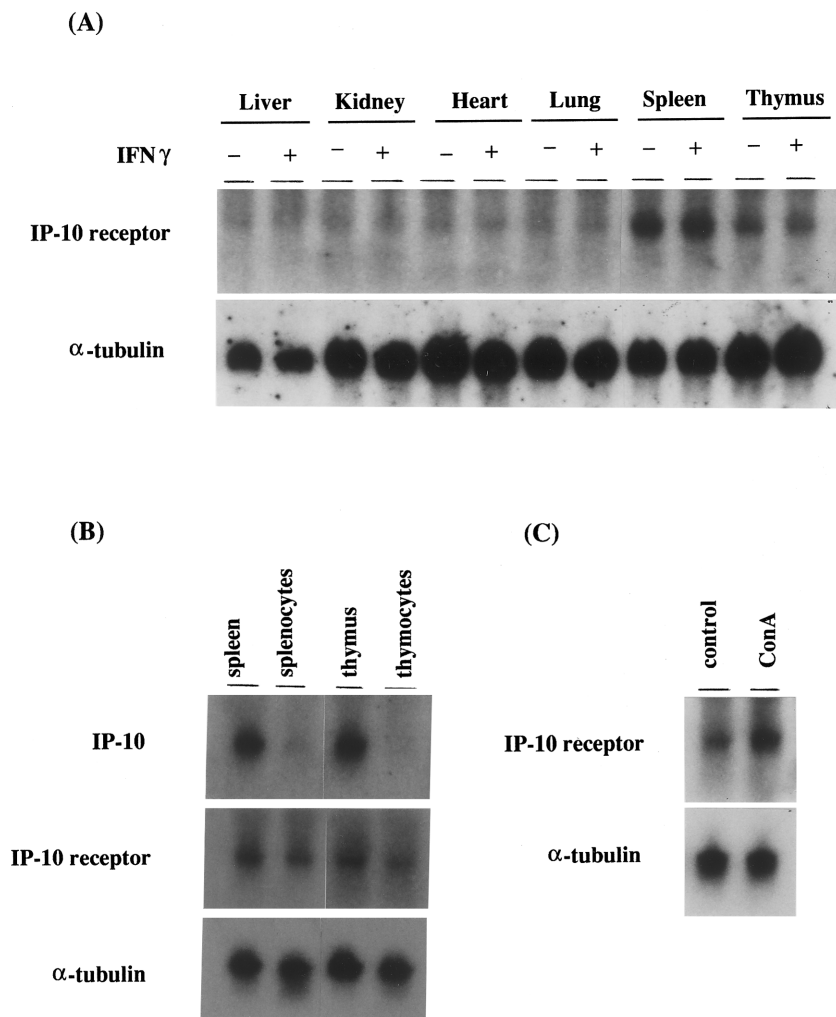 (A)
Liver Kidney Heart Lung Spleen Thymus
IFN γ − + − + − + − + − + − +
IP-10 receptor
α-tubulin
(B)
spleen splenocytes thymus thymocytes
IP-10
IP-10 receptor
α-tubulin
(C)
control ConA
IP-10 receptor
α-tubulin